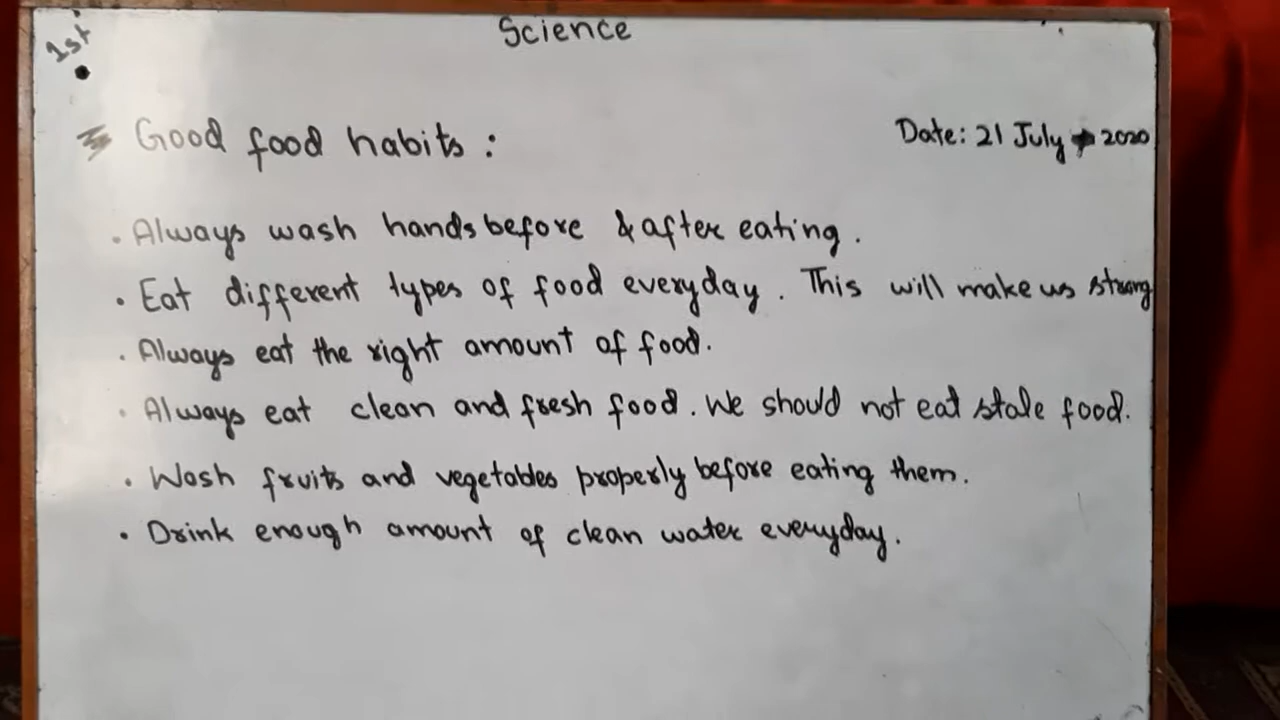 1st
Science
Good food habits :
Date: 21 July 2020
. Always wash hands before & after eating.
. Eat different types of food everyday. This will make us strong
. Always eat the right amount of food.
. Always eat clean and fresh food. We should not eat stale food.
. Wash fruits and vegetables properly before eating them.
. Drink enough amount of clean water everyday.